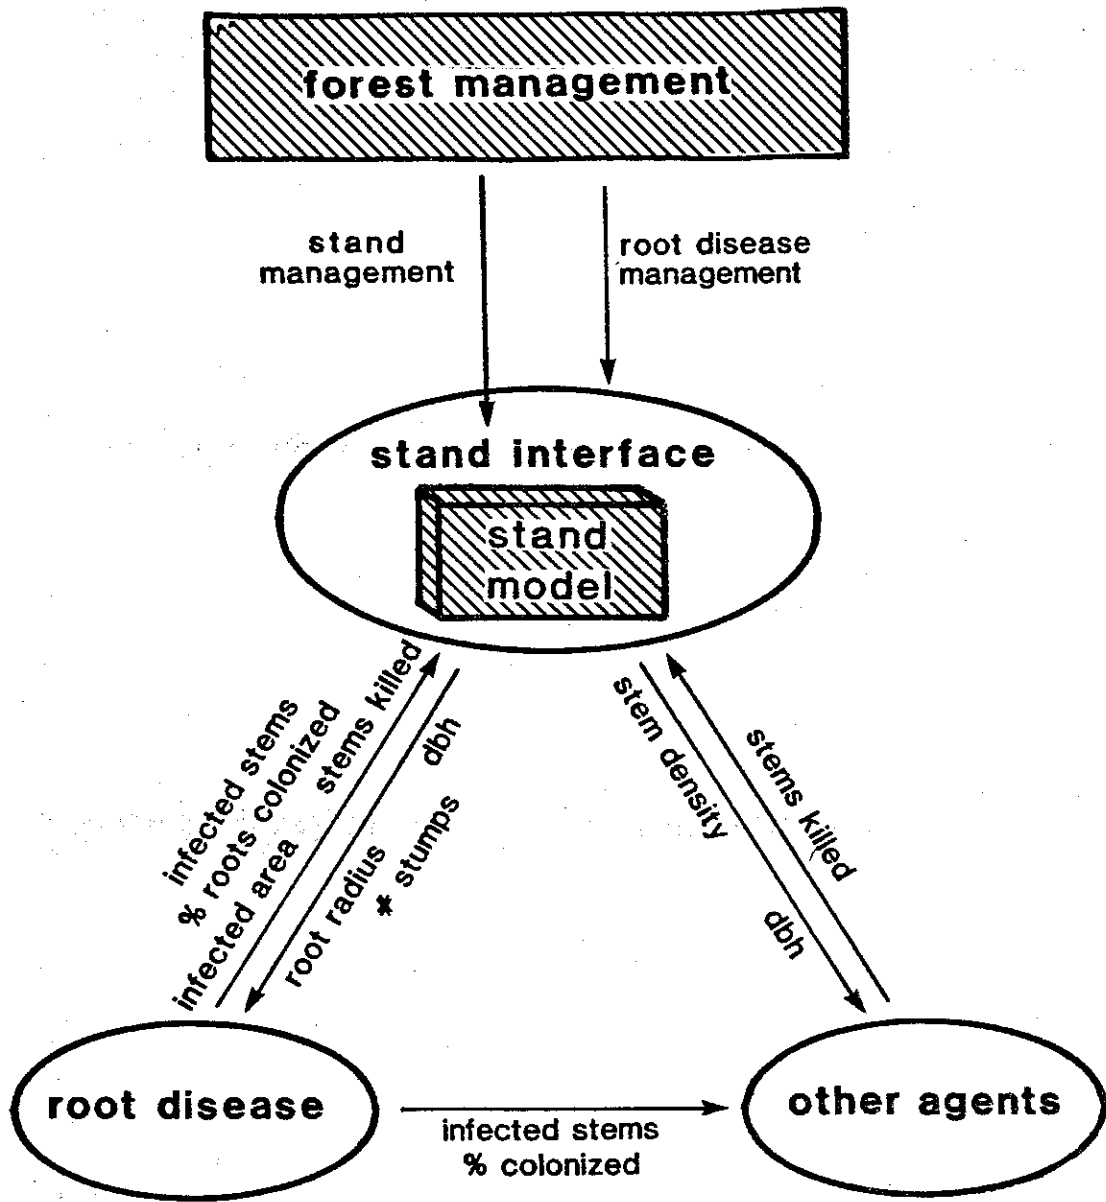 forest management
stand
management
root disease
management
stand interface
stand
model
infected stems
% roots colonized
infected area
stems killed
dbh
root radius
# stumps
stem density
dbh
stems killed
root disease
infected stems
% colonized
other agents